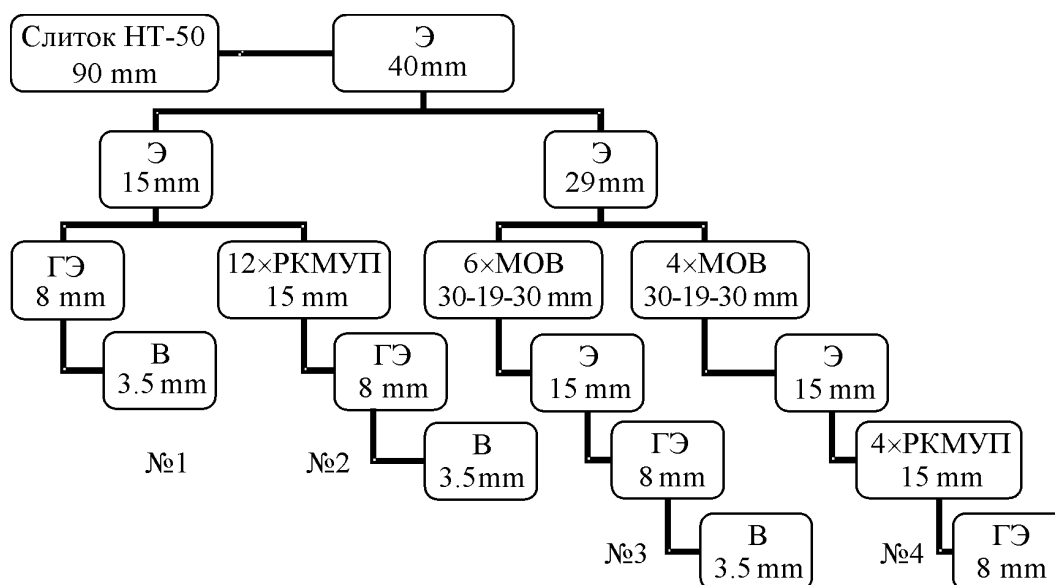 Слиток НТ-50
90 mm
Э
40mm
Э
15mm
Э
29mm
ГЭ
8 mm
12×РКМУП
15 mm
6×МОВ
30-19-30 mm
4×МОВ
30-19-30 mm
В
3.5 mm
ГЭ
8 mm
Э
15 mm
Э
15 mm
№1
№2
В
3.5mm
ГЭ
8 mm
4×РКМУП
15 mm
№3
В
3.5 mm
№4
ГЭ
8 mm